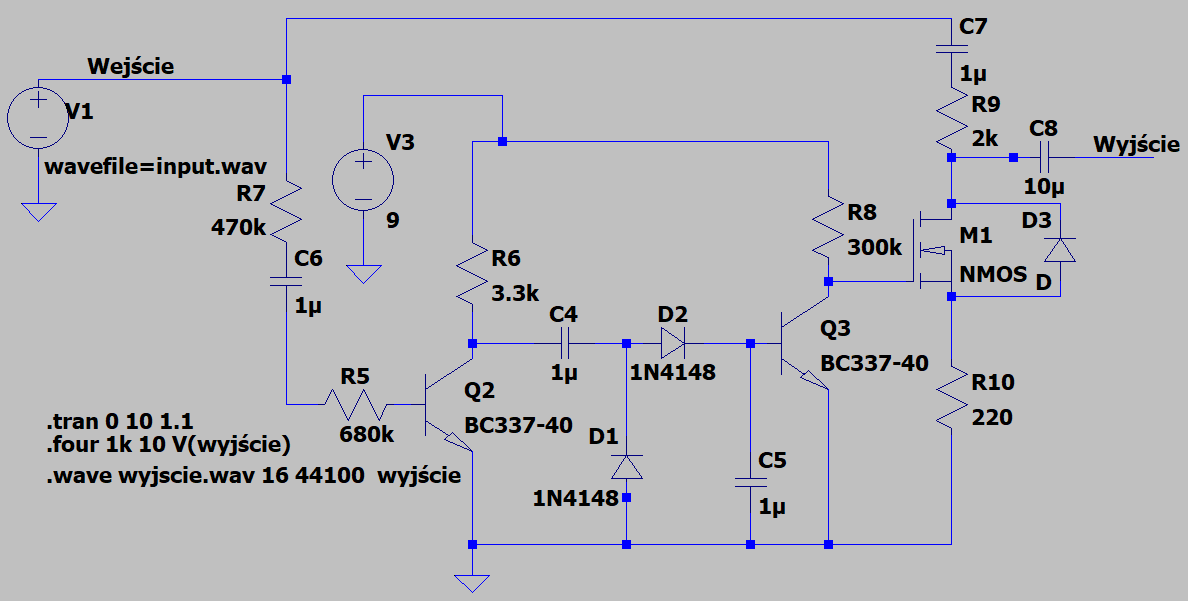 C7
1µ
Wejście
V1
R9
2k
C8
Wyjście
10µ
V3
9
wavefile=input.wav
R7
470k
R8
300k
D3
M1
NMOS
D
C6
1µ
R6
3.3k
C4
1µ
D2
1N4148
Q3
BC337-40
R5
680k
Q2
BC337-40
R10
220
.tran 0 10 1.1
.four 1k 10 V(wyjście)
.wave wyjscie.wav 16 44100 wyjście
D1
1N4148
C5
1µ